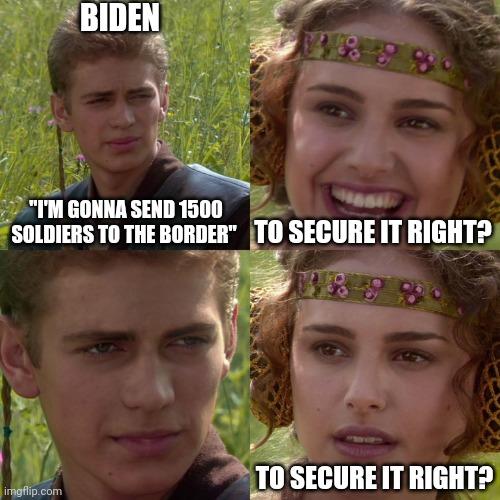 BIDEN
"I'M GONNA SEND 1500
SOLDIERS TO THE BORDER"
TO SECURE IT RIGHT?
TO SECURE IT RIGHT?
imgflip.com